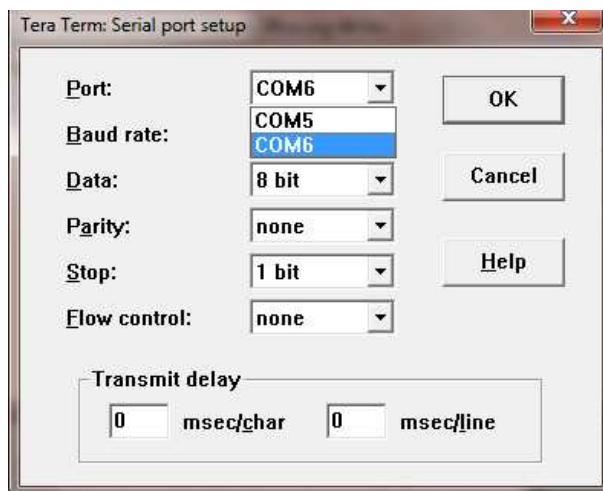 Tera Term: Serial port setup
Port: COM6 OK
COM5
Baud rate: COM6
Data: 8 bit Cancel
Parity: none
Stop: 1 bit Help
Flow control: none
Transmit delay
0 msec/char 0 msec/line